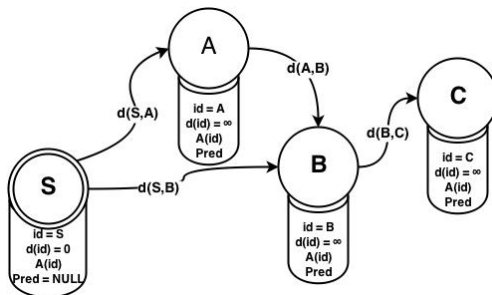 A
id = A
d(id) = ∞
A(id)
Pred
d(S,A)
d(A,B)
S
id = S
d(id) = 0
A(id)
Pred = NULL
d(S,B)
B
id = B
d(id) = ∞
A(id)
Pred
d(B,C)
C
id = C
d(id) = ∞
A(id)
Pred